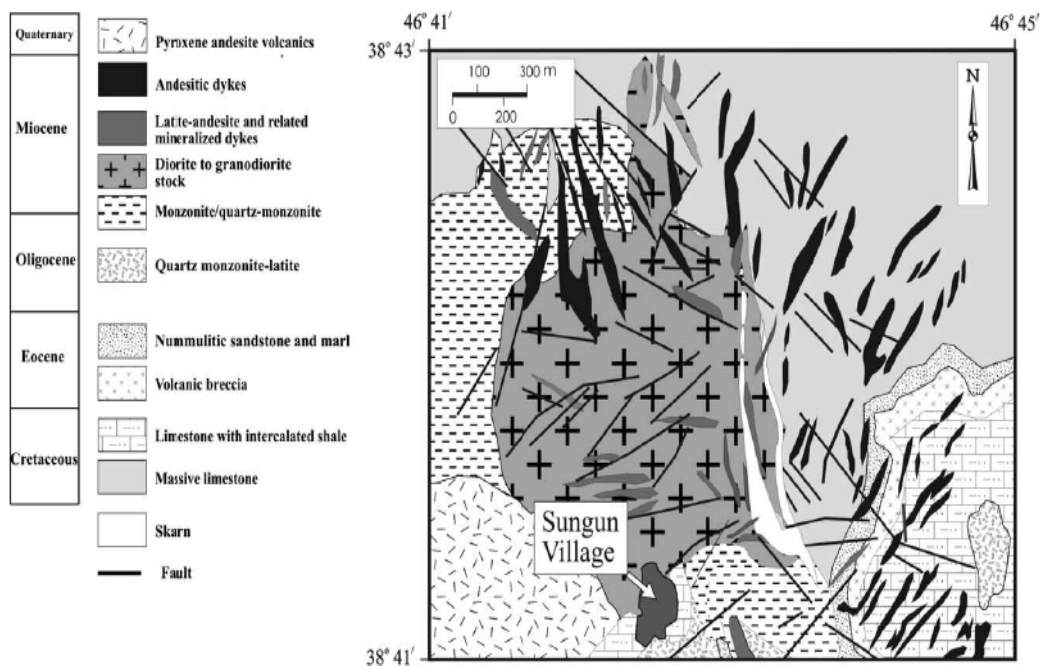 Quaternary
Miocene
Oligocene
Eocene
Cretaceous
Pyroxene andesite volcanics
Andesitic dykes
Latite-andesite and related
mineralized dykes
Diorite to granodiorite
stock
Monzonite/quartz-monzonite
Quartz monzonite-latite
Nummulitic sandstone and marl
Volcanic breccia
Limestone with intercalated shale
Massive limestone
Skarn
Fault
46° 41′
46° 45′
38° 43′
100
300 m
0
200
N
Sungun
Village
38° 41′